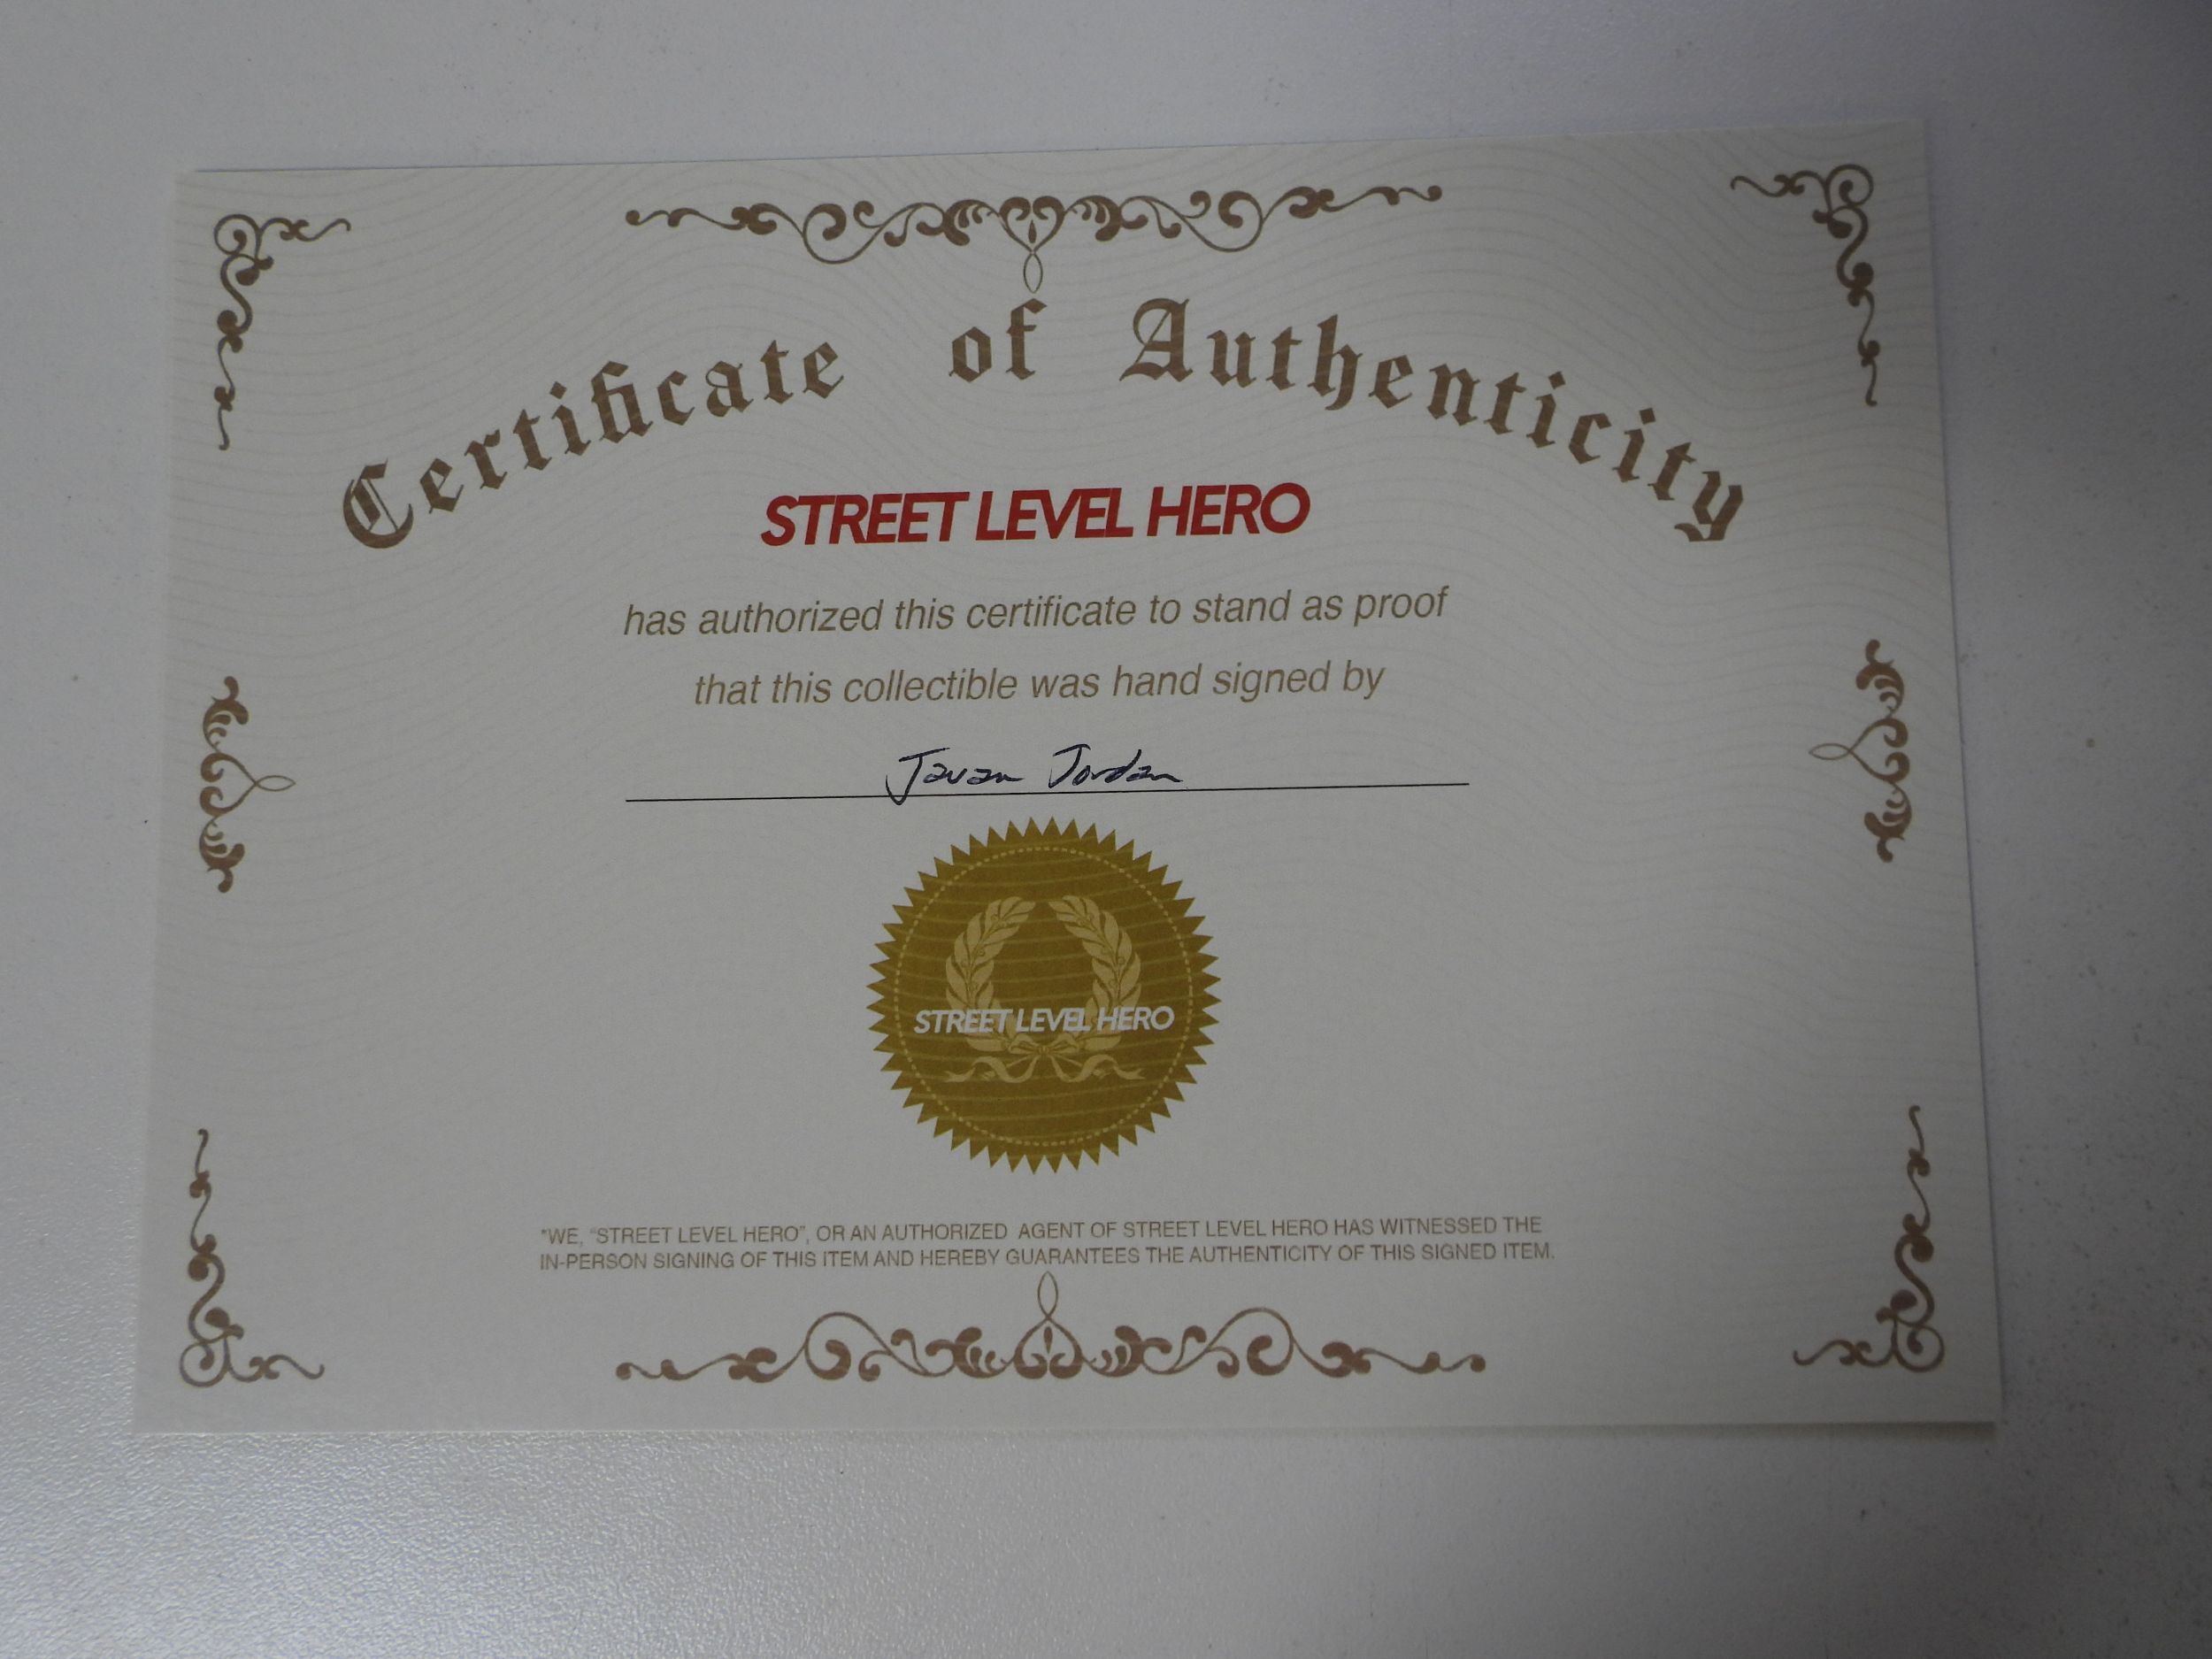 Certificate of Authenticity
STREET LEVEL HERO
has authorized this certificate to stand as proof
that this collectible was hand signed by
Javan Jordan
STREET LEVEL HERO
*WE, "STREET LEVEL HERO", OR AN AUTHORIZED AGENT OF STREET LEVEL HERO HAS WITNESSED THE
IN-PERSON SIGNING OF THIS ITEM AND HEREBY GUARANTEES THE AUTHENTICITY OF THIS SIGNED ITEM.